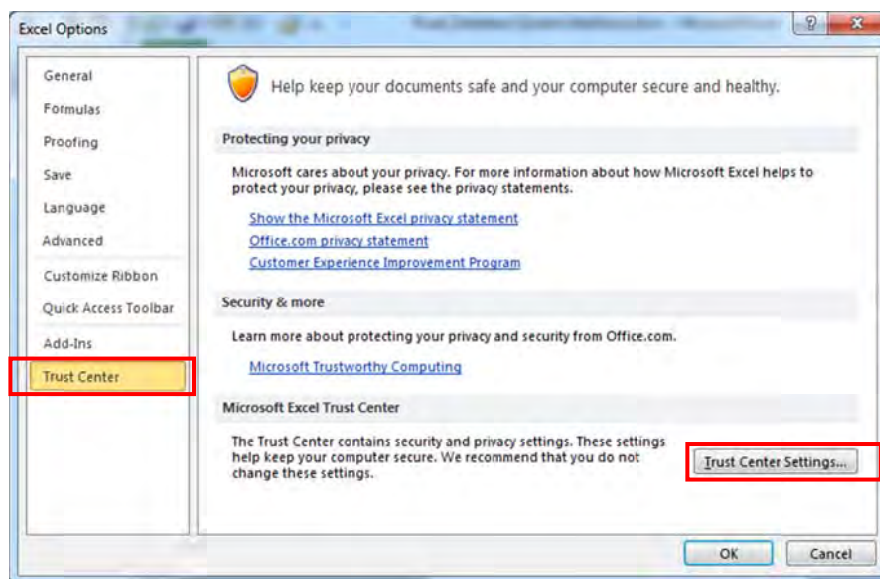 Excel Options
General
Formulas
Proofing
Save
Language
Advanced
Customize Ribbon
Quick Access Toolbar
Add-Ins
Trust Center
Help keep your documents safe and your computer secure and healthy.
Protecting your privacy
Microsoft cares about your privacy. For more information about how Microsoft Excel helps to
protect your privacy, please see the privacy statements.
Show the Microsoft Excel privacy statement
Office.com privacy statement
Customer Experience Improvement Program
Security & more
Learn more about protecting your privacy and security from Office.com.
Microsoft Trustworthy Computing
Microsoft Excel Trust Center
The Trust Center contains security and privacy settings. These settings
help keep your computer secure. We recommend that you do not
change these settings.
Trust Center Settings...
OK
Cancel